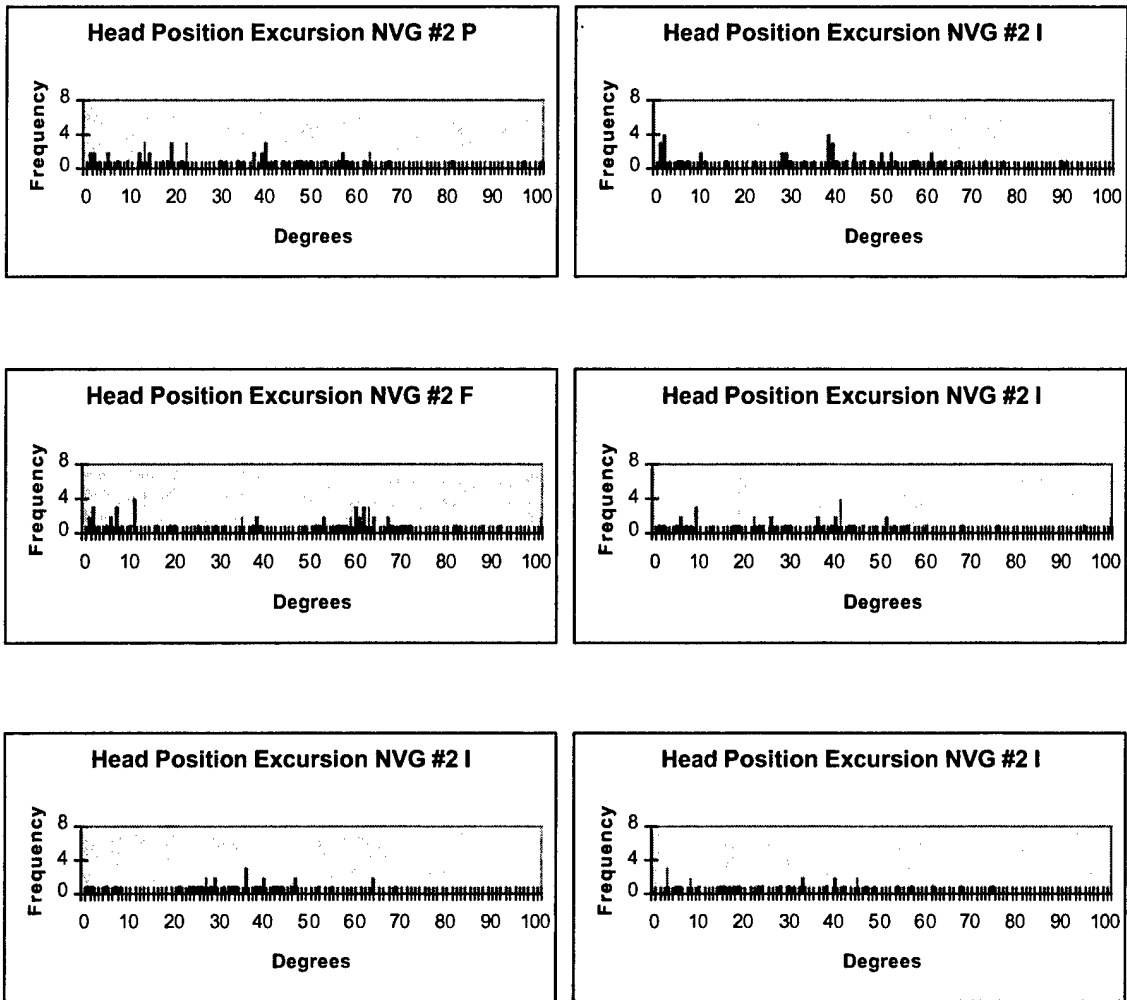 Head Position Excursion NVG #2 P
Frequency
8
4
0
0 10 20 30 40 50 60 70 80 90 100
Degrees
Head Position Excursion NVG #2 I
Frequency
8
4
0
0 10 20 30 40 50 60 70 80 90 100
Degrees
Head Position Excursion NVG #2 F
Frequency
8
4
0
0 10 20 30 40 50 60 70 80 90 100
Degrees
Head Position Excursion NVG #2 I
Frequency
8
4
0
0 10 20 30 40 50 60 70 80 90 100
Degrees
Head Position Excursion NVG #2 I
Frequency
8
4
0
0 10 20 30 40 50 60 70 80 90 100
Degrees
Head Position Excursion NVG #2 I
Frequency
8
4
0
0 10 20 30 40 50 60 70 80 90 100
Degrees